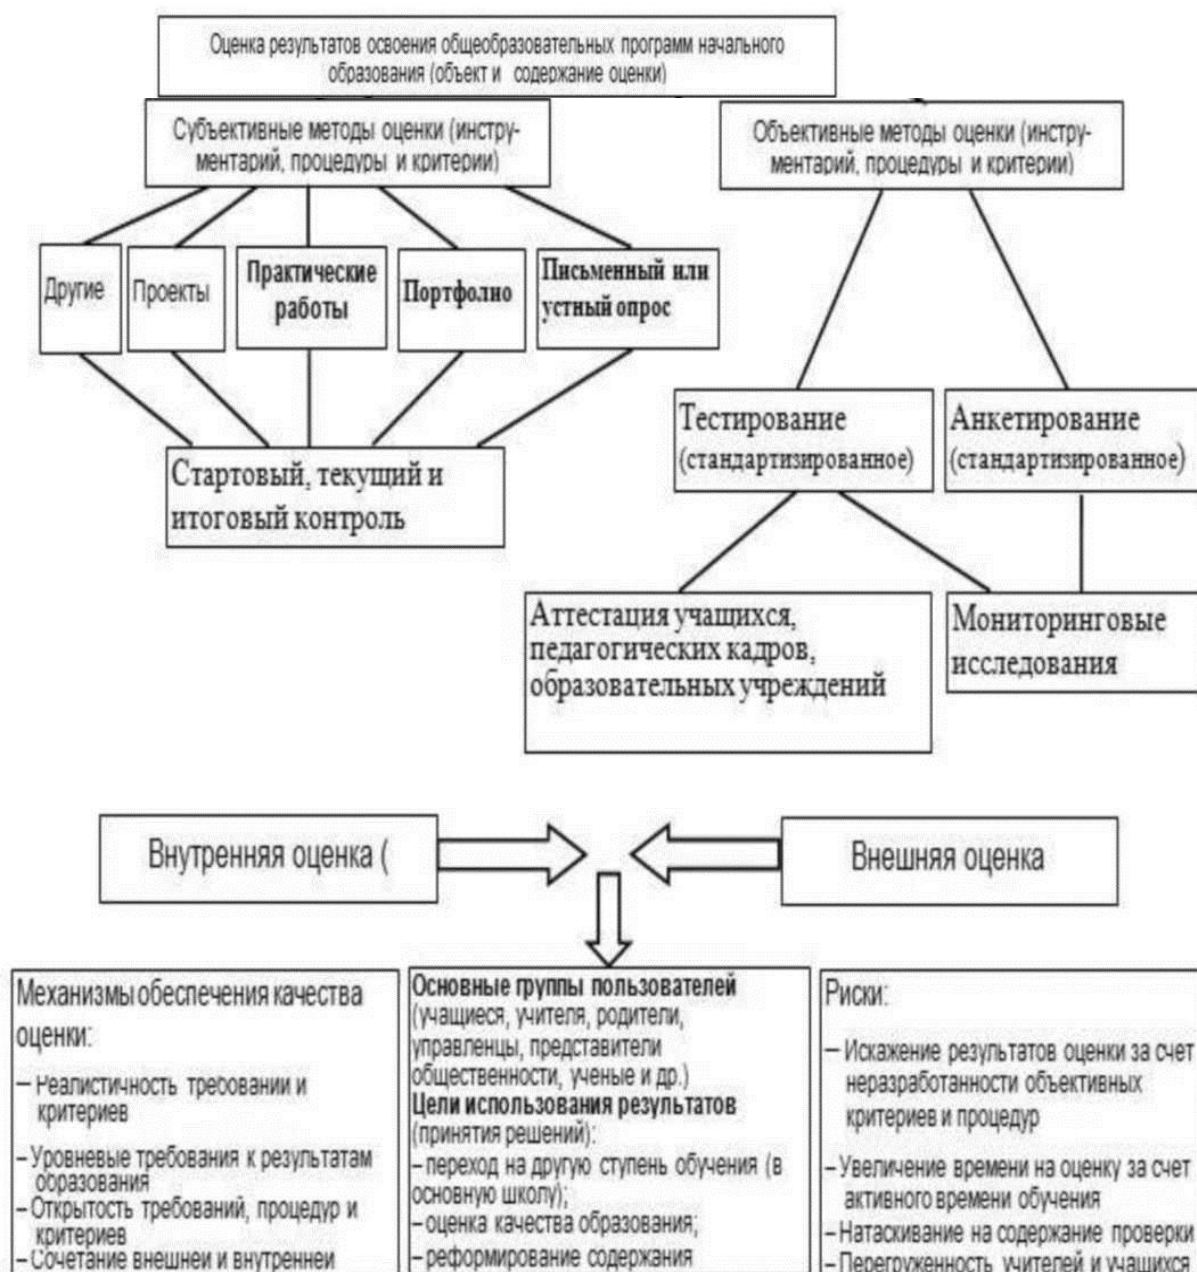 Оценка результатов освоения общеобразовательных программ начального
образования (объект и содержание оценки)
Субъективные методы оценки (инстру-
ментарий, процедуры и критерии)
Объективные методы оценки (инстру-
ментарий, процедуры и критерии)
Другие
Проекты
Практические
работы
Портфолио
Письменный или
устный опрос
Тестирование
(стандартизированное)
Анкетирование
(стандартизированное)
Стартовый, текущий и
итоговый контроль
Аттестация учащихся,
педагогических кадров,
образовательных учреждений
Мониторинговые
исследования
Внутренняя оценка (
Внешняя оценка
Механизмы обеспечения качества
оценки:
– Реалистичность требований и
критериев
– Уровневые требования к результатам
образования
– Открытость требований, процедур и
критериев
– Сочетание внешней и внутренней
Основные группы пользователей
(учащиеся, учителя, родители,
управленцы, представители
общественности, ученые и др.)
Цели использования результатов
(принятия решений):
– переход на другую ступень обучения (в
основную школу);
– оценка качества образования;
– реформирование содержания
Риски:
– Искажение результатов оценки за счет
неразработанности объективных
критериев и процедур
– Увеличение времени на оценку за счет
активного времени обучения
– Натаскивание на содержание проверки
– Перегруженность учителей и учащихся